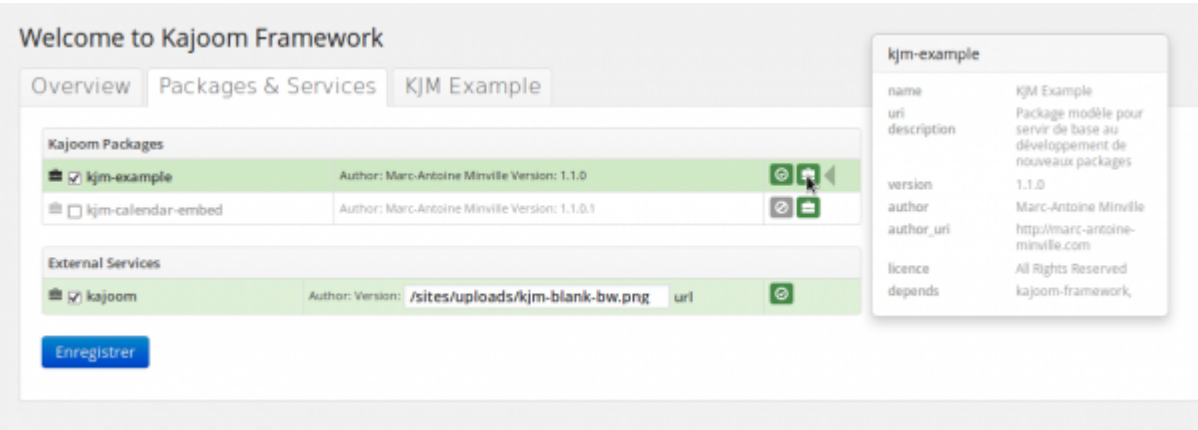 Welcome to Kajoom Framework
Overview Packages & Services KJM Example
Kajoom Packages
kjm-example Author: Marc-Antoine Minville Version: 1.1.0
kjm-calendar-embed Author: Marc-Antoine Minville Version: 1.1.0.1
External Services
kajoom Author: Version: /sites/uploads/kjm-blank-bw.png url
Enregistrer
kjm-example
name KJM Example
uri Package modèle pour
description servir de base au
développement de
nouveaux packages
version 1.1.0
author Marc-Antoine Minville
author_uri http://marc-antoine-
minville.com
licence All Rights Reserved
depends kajoom-framework,